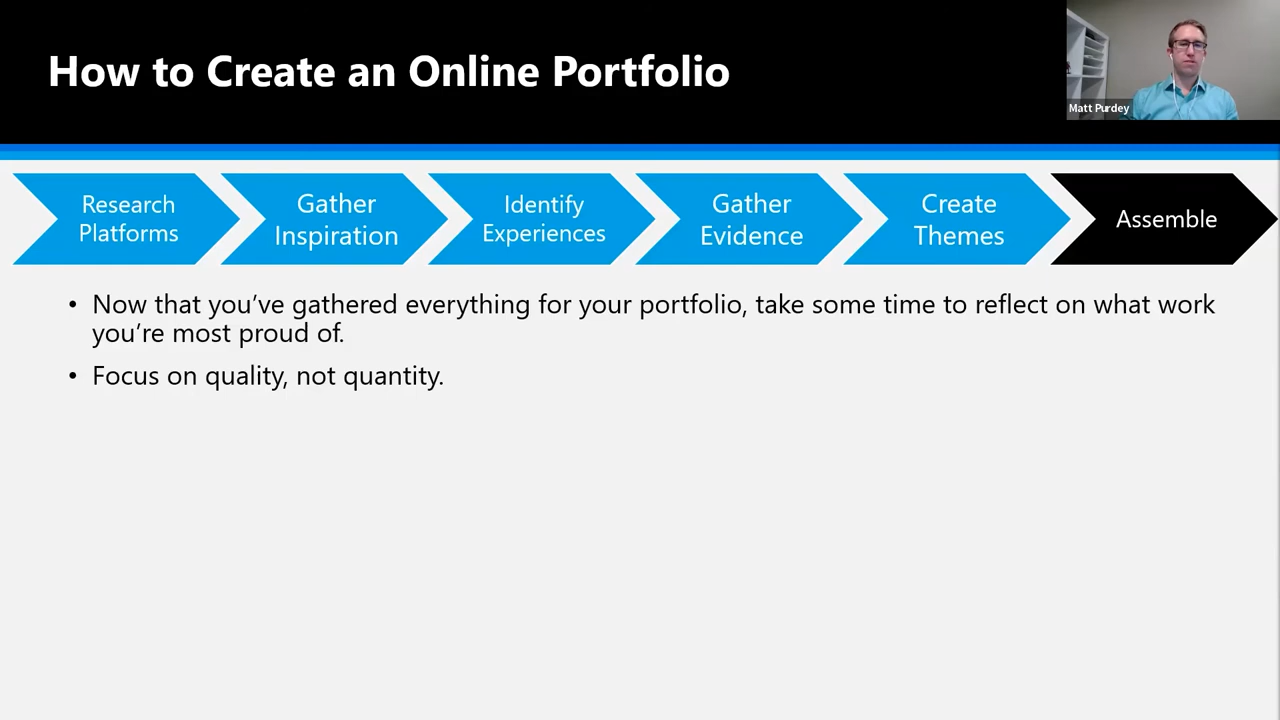 How to Create an Online Portfolio
Matt Purdey
Research
Platforms
Gather
Inspiration
Identify
Experiences
Gather
Evidence
Create
Themes
Assemble
• Now that you’ve gathered everything for your portfolio, take some time to reflect on what work
you’re most proud of.
• Focus on quality, not quantity.